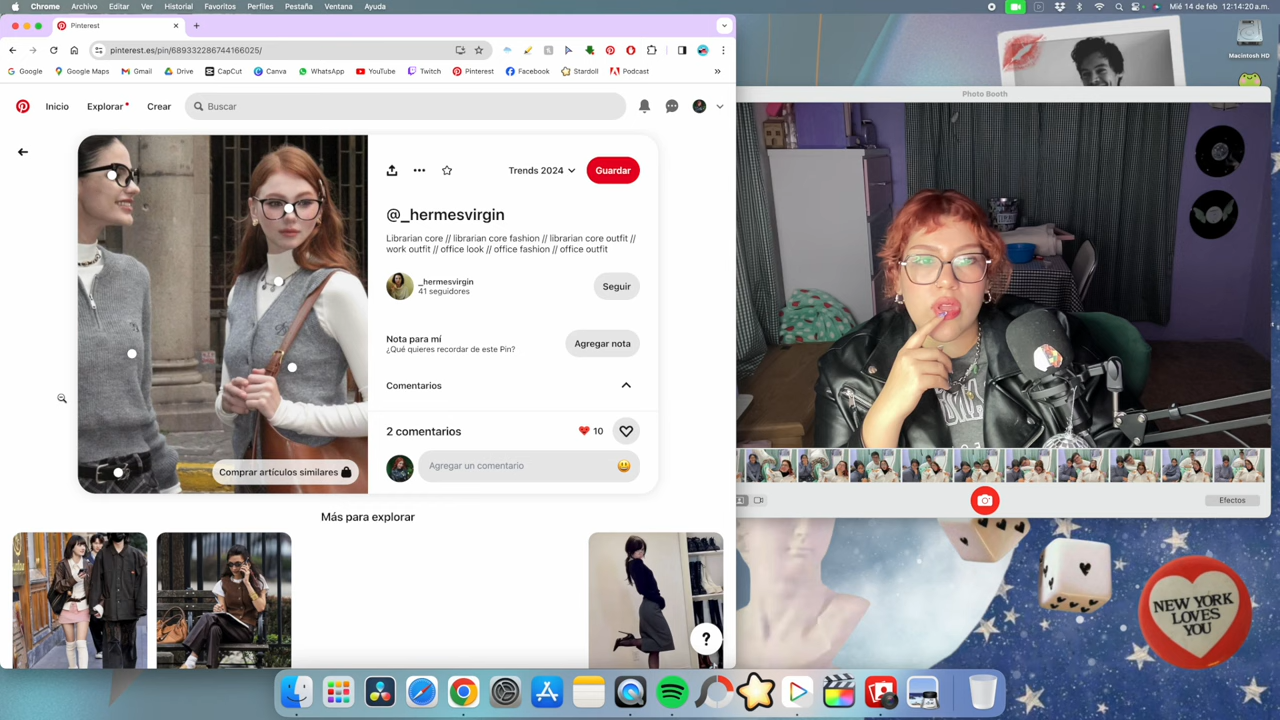 Chrome Archivo Editar Ver Historial Favoritos Perfiles Pestaña Ventana Ayuda
Mié 14 de feb 12:14:20 a.m.
Pinterest
pinterest.es/pin/689332286744166025/
Google Google Maps Gmail Drive CapCut Canva WhatsApp YouTube Twitch Pinterest Facebook Stardoll Podcast
Macintosh HD
Photo Booth
Inicio Explorar Crear Buscar
Trends 2024 Guardar
@_hermesvirgin
Librarian core // librarian core fashion // librarian core outfit //
work outfit // office look // office fashion // office outfit
_hermesvirgin
41 seguidores
Seguir
Nota para mí
¿Qué quieres recordar de este Pin?
Agregar nota
Comentarios
2 comentarios
10
Agregar un comentario
Comprar artículos similares
Más para explorar
?
Efectos
NEW YORK
LOVES
YOU